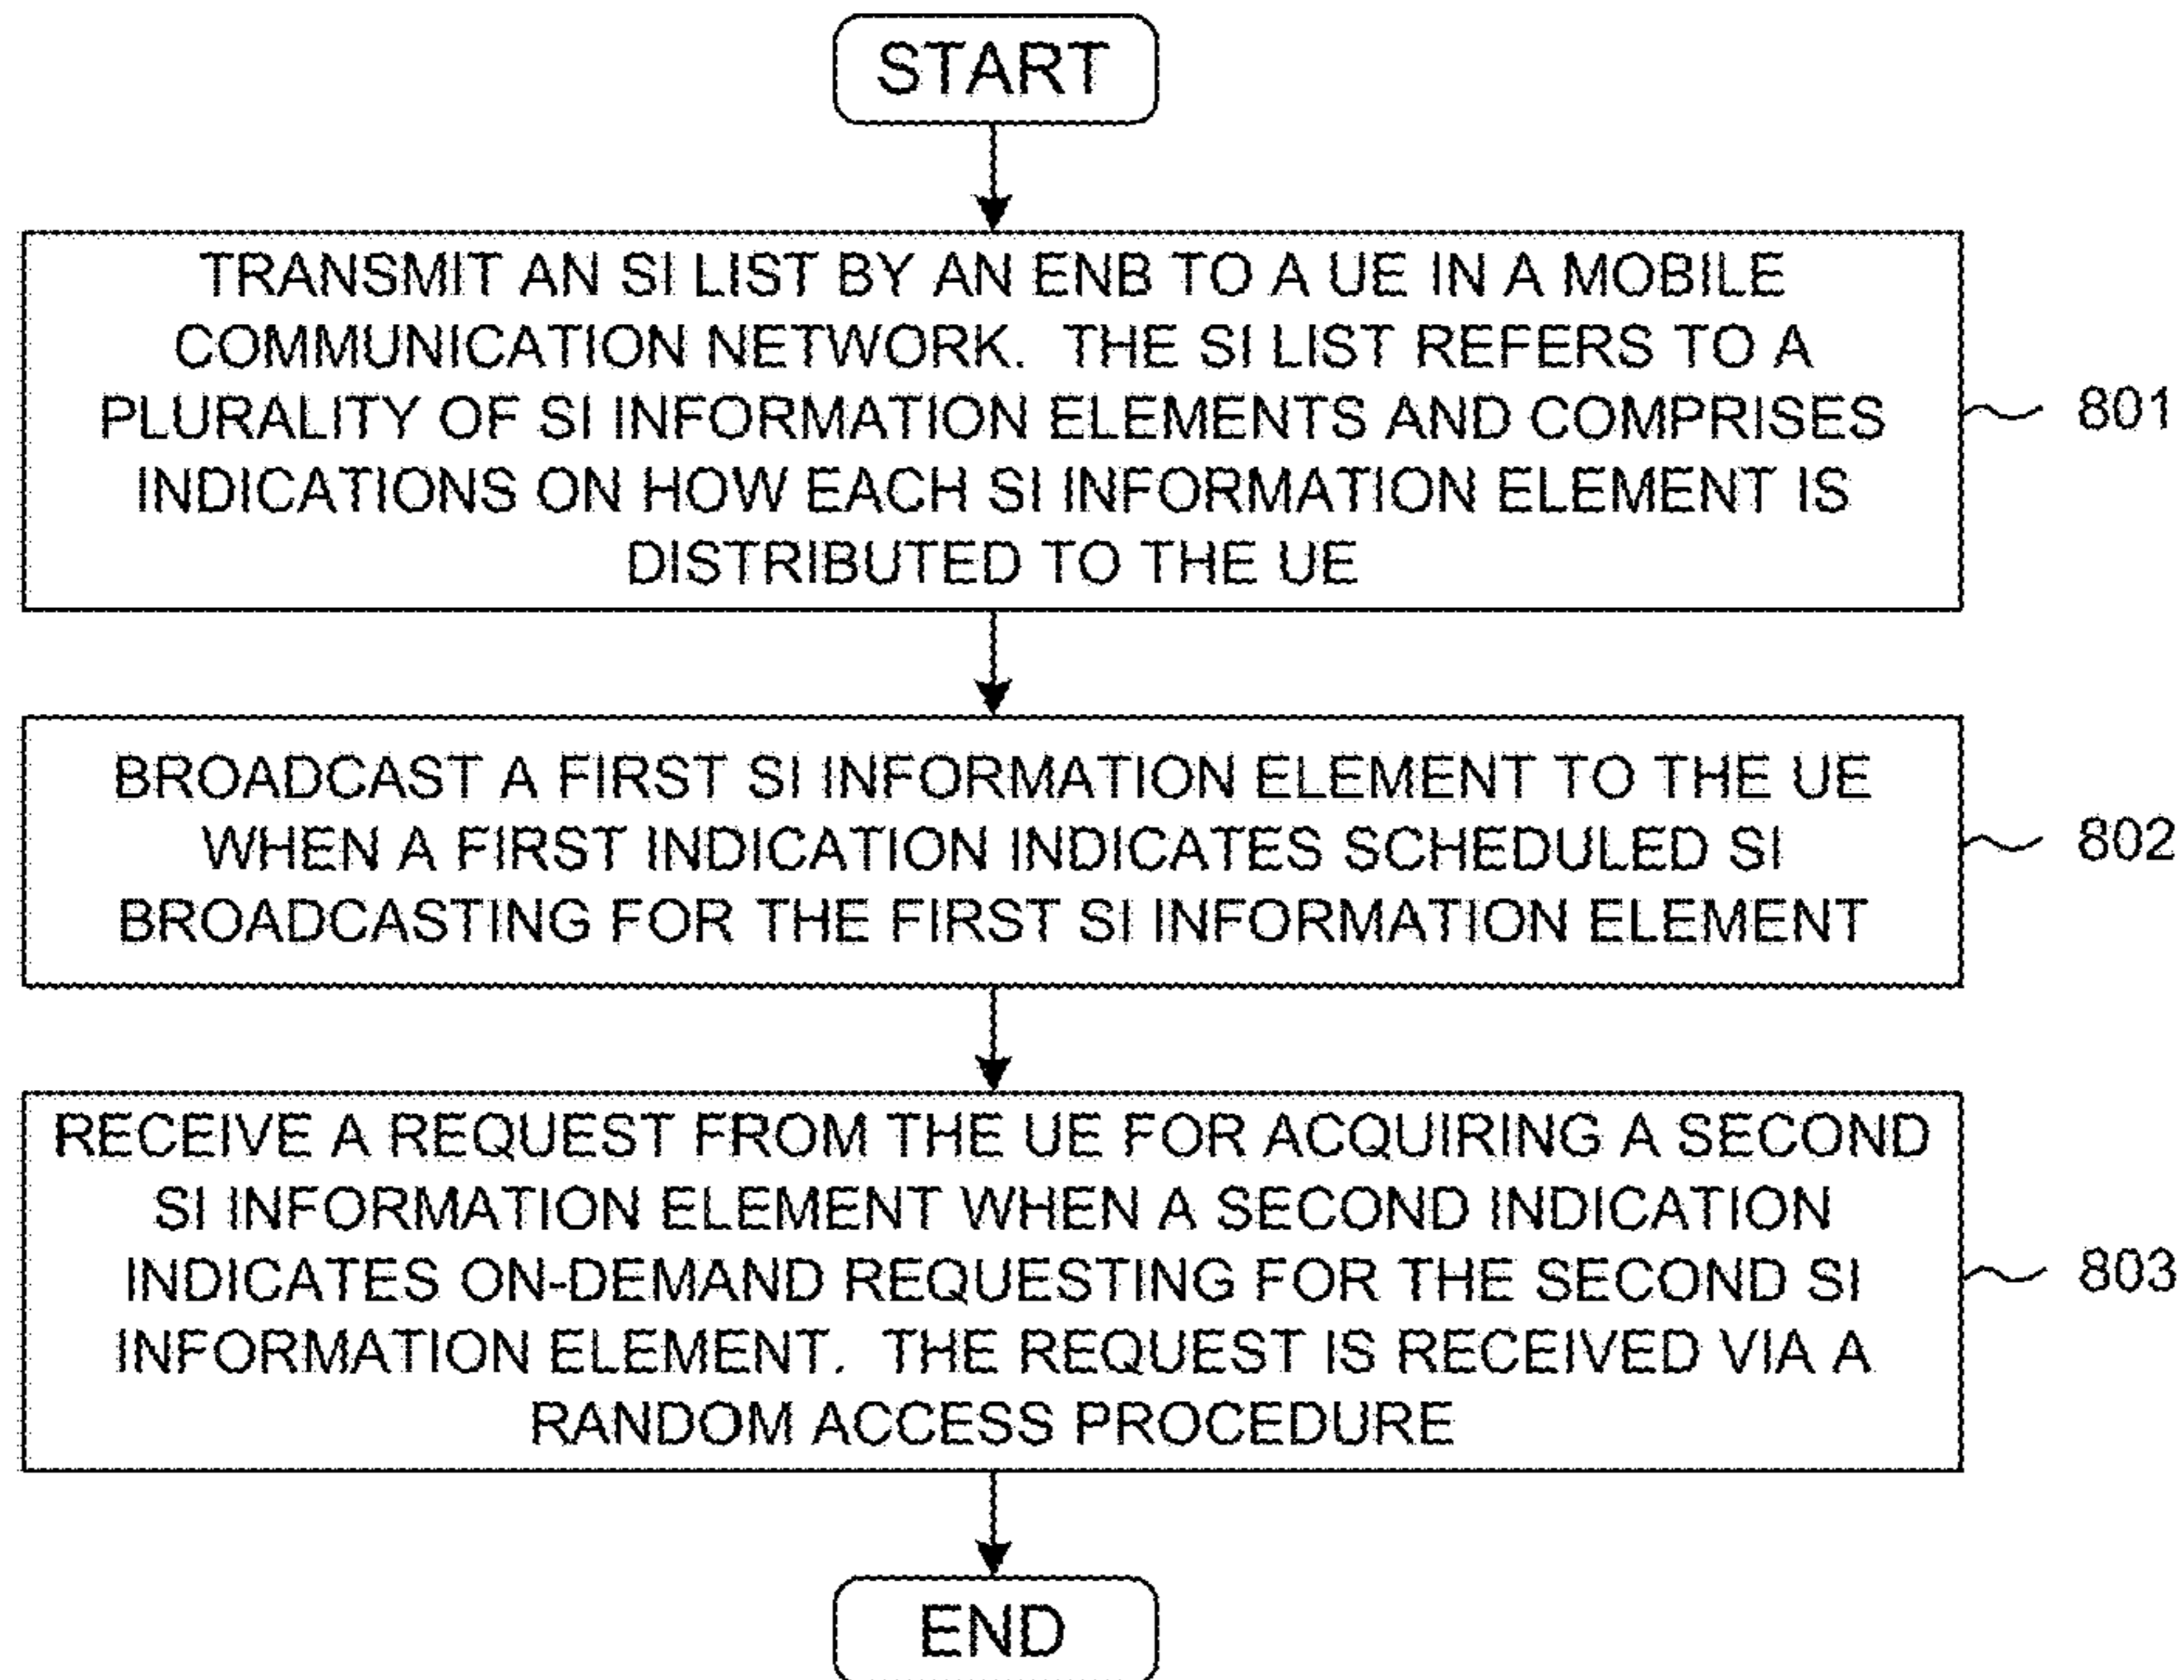 START
TRANSMIT AN SI LIST BY AN ENB TO A UE IN A MOBILE
COMMUNICATION NETWORK. THE SI LIST REFERS TO A
PLURALITY OF SI INFORMATION ELEMENTS AND COMPRISES
INDICATIONS ON HOW EACH SI INFORMATION ELEMENT IS
DISTRIBUTED TO THE UE
801
BROADCAST A FIRST SI INFORMATION ELEMENT TO THE UE
WHEN A FIRST INDICATION INDICATES SCHEDULED SI
BROADCASTING FOR THE FIRST SI INFORMATION ELEMENT
802
RECEIVE A REQUEST FROM THE UE FOR ACQUIRING A SECOND
SI INFORMATION ELEMENT WHEN A SECOND INDICATION
INDICATES ON-DEMAND REQUESTING FOR THE SECOND SI
INFORMATION ELEMENT. THE REQUEST IS RECEIVED VIA A
RANDOM ACCESS PROCEDURE
803
END